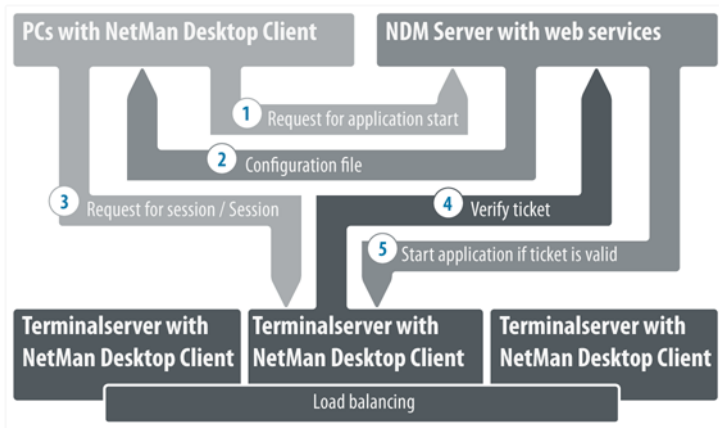 PCs with NetMan Desktop Client
NDM Server with web services
1
Request for application start
2
Configuration file
3
Request for session / Session
4
Verify ticket
5
Start application if ticket is valid
Terminalserver with
NetMan Desktop Client
Terminalserver with
NetMan Desktop Client
Terminalserver with
NetMan Desktop Client
Load balancing